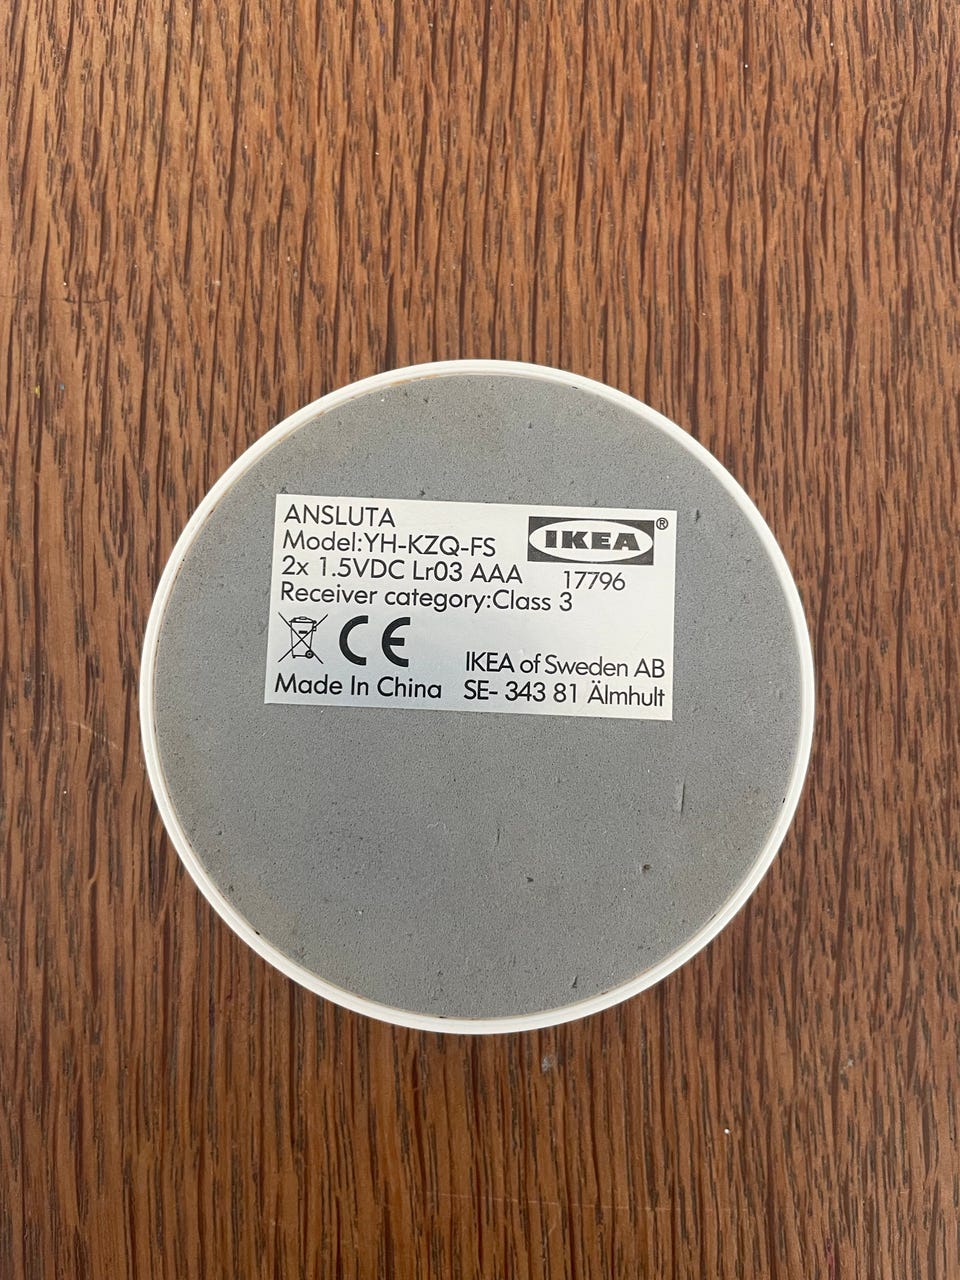 ANSLUTA
Model:YH-KZQ-FS
IKEA®
2x 1.5VDC Lr03 AAA 17796
Receiver category:Class 3
CE
IKEA of Sweden AB
Made In China SE- 343 81 Älmhult